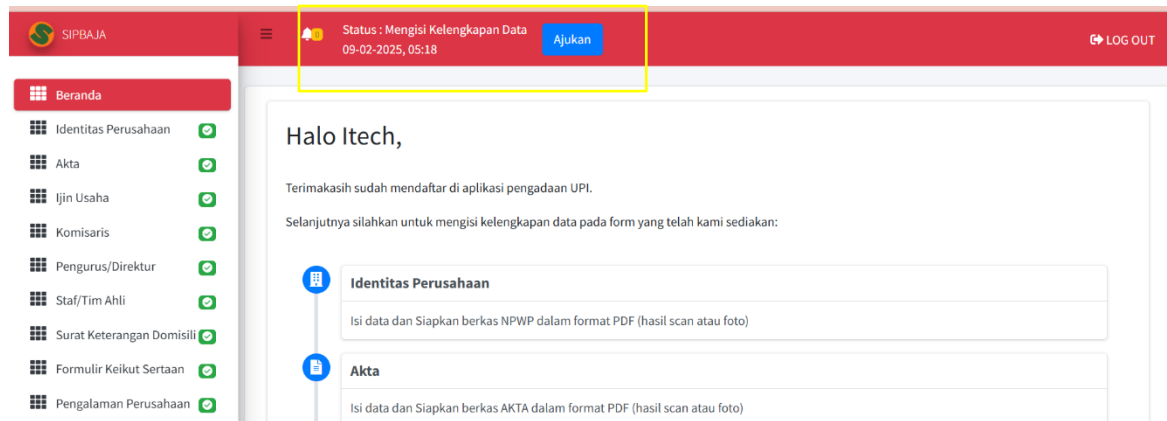 SIPBAJA
Status : Mengisi Kelengkapan Data
09-02-2025, 05:18
Ajukan
LOG OUT
Beranda
Identitas Perusahaan
Akta
Ijin Usaha
Komisaris
Pengurus/Direktur
Staf/Tim Ahli
Surat Keterangan Domisili
Formulir Keikut Sertaan
Pengalaman Perusahaan
Halo Itech,
Terimakasih sudah mendaftar di aplikasi pengadaan UPI.
Selanjutnya silahkan untuk mengisi kelengkapan data pada form yang telah kami sediakan:
Identitas Perusahaan
Isi data dan Siapkan berkas NPWP dalam format PDF (hasil scan atau foto)
Akta
Isi data dan Siapkan berkas AKTA dalam format PDF (hasil scan atau foto)